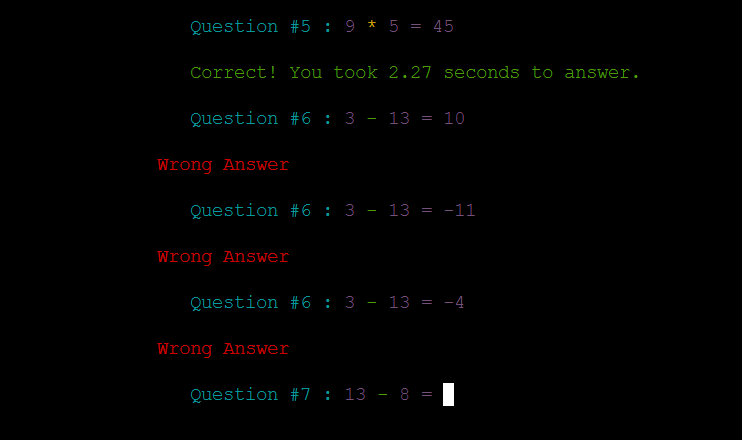 Question #5 : 9 * 5 = 45
Correct! You took 2.27 seconds to answer.
Question #6 : 3 - 13 = 10
Wrong Answer
Question #6 : 3 - 13 = -11
Wrong Answer
Question #6 : 3 - 13 = -4
Wrong Answer
Question #7 : 13 - 8 =